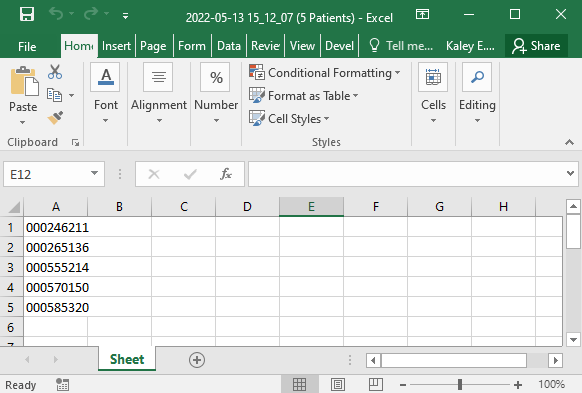 2022-05-13 15_12_07 (5 Patients) - Excel
File Home Insert Page Form Data Revie View Devel Tell me... Kaley E.... Share
Paste Font Alignment Number Conditional Formatting Cells Editing
Format as Table
Cell Styles
Clipboard Styles
E12 fx
A B C D E F G H
1 000246211
2 000265136
3 000555214
4 000570150
5 000585320
6
Sheet
Ready 100%